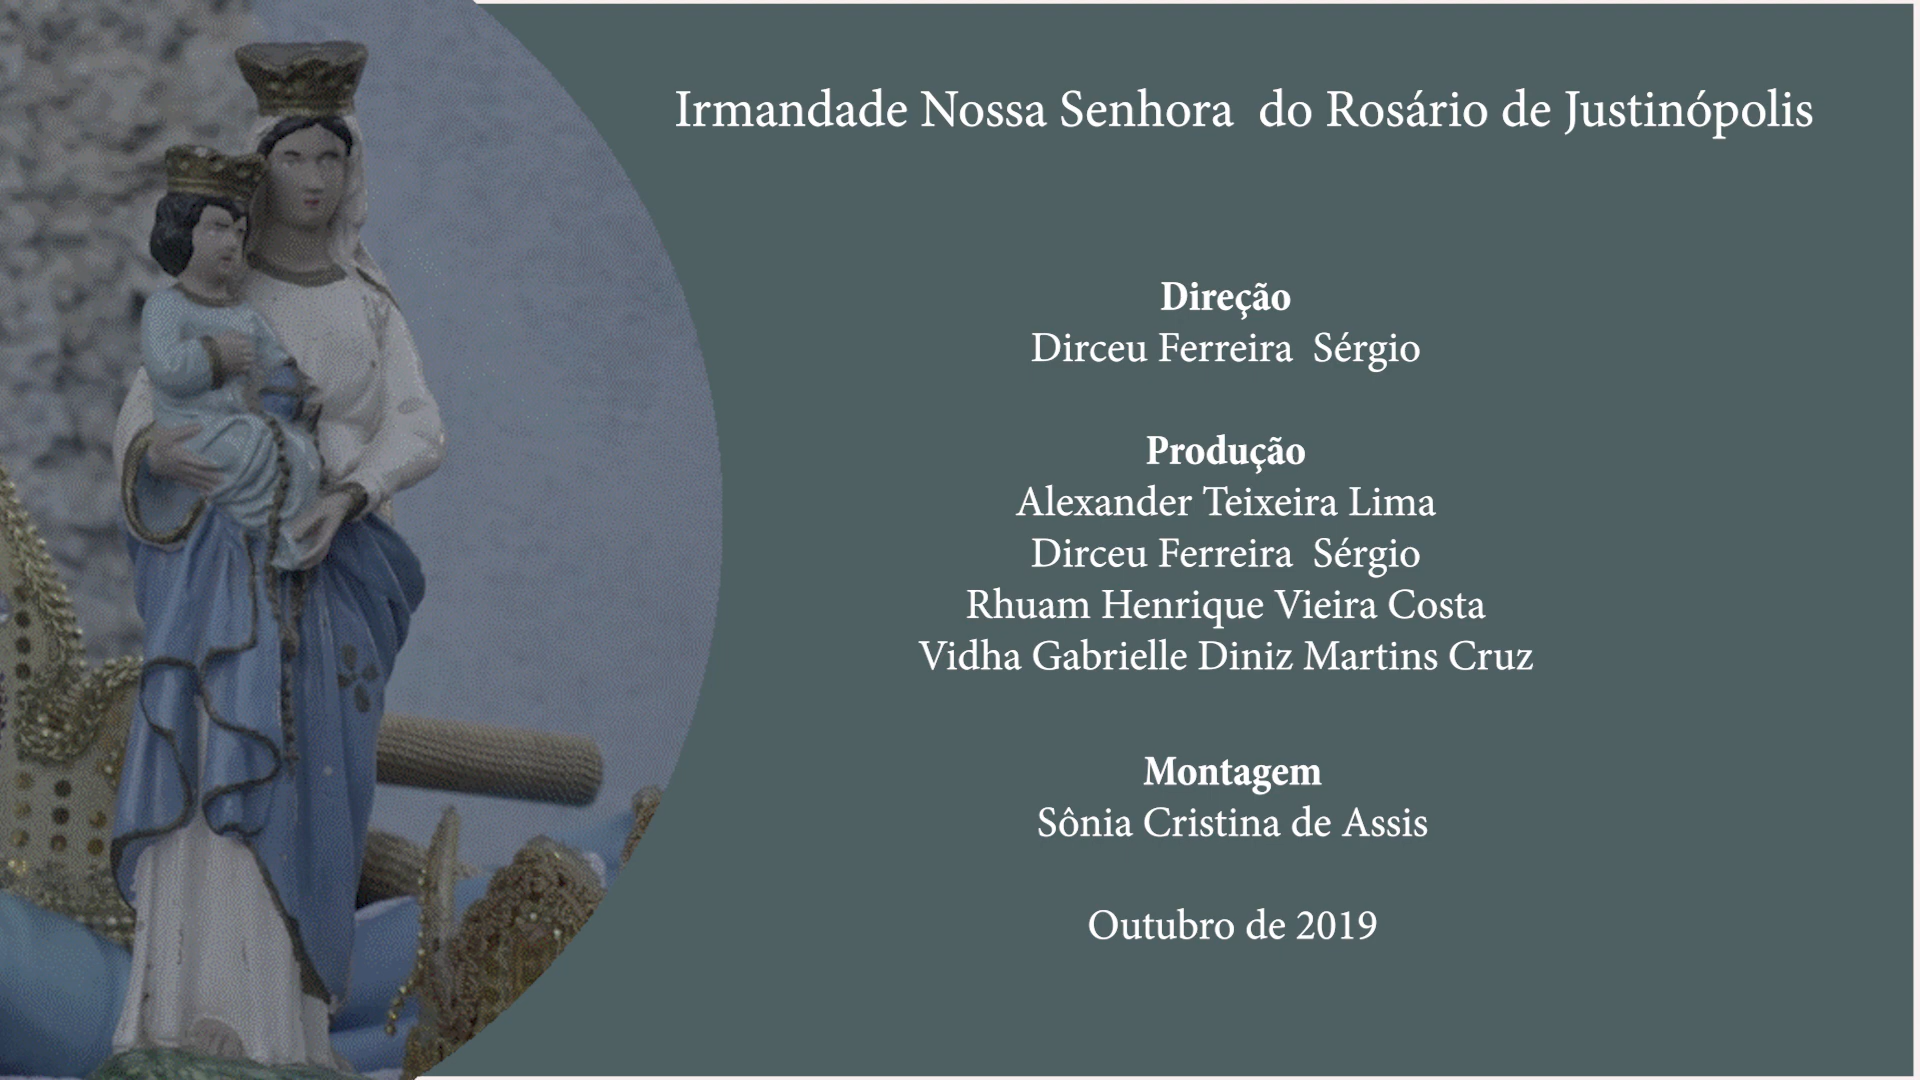 Irmandade Nossa Senhora do Rosário de Justinópolis
Direção
Dirceu Ferreira Sérgio
Produção
Alexander Teixeira Lima
Dirceu Ferreira Sérgio
Rhuam Henrique Vieira Costa
Vidha Gabrielle Diniz Martins Cruz
Montagem
Sônia Cristina de Assis
Outubro de 2019